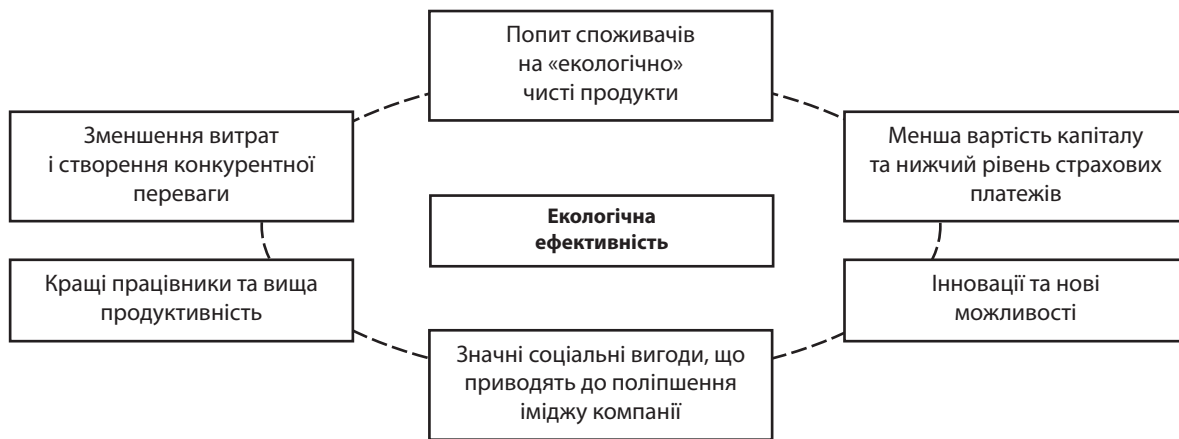 Попит споживачів
на «екологічно»
чисті продукти
Зменшення витрат
і створення конкурентної
переваги
Менша вартість капіталу
та нижчий рівень страхових
платежів
Екологічна
ефективність
Кращі працівники та вища
продуктивність
Інновації та нові
можливості
Значні соціальні вигоди, що
приводять до поліпшення
іміджу компанії